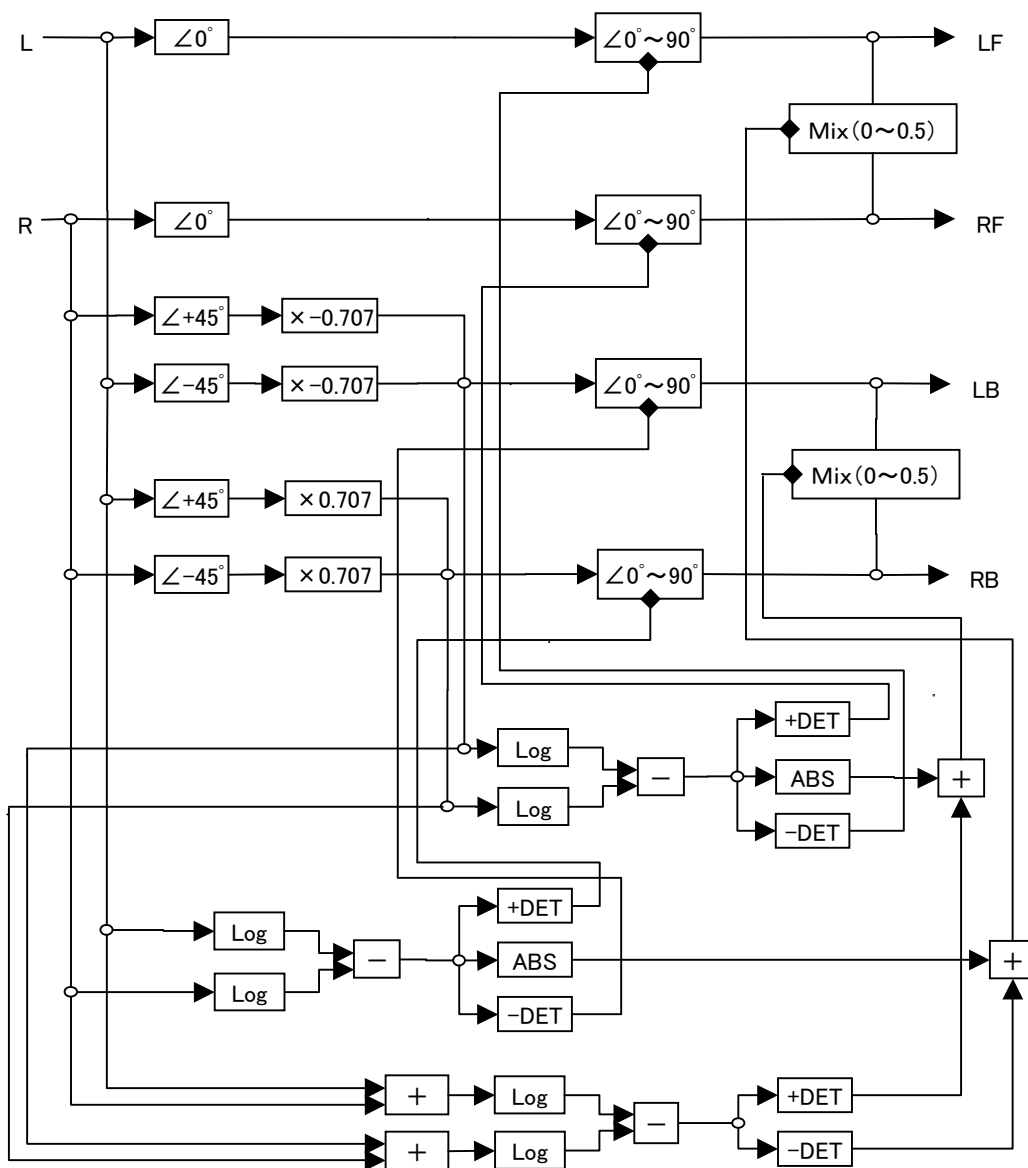 L ∠0° ∠0°～90° LF
Mix(0～0.5)
R ∠0° ∠0°～90° RF
∠+45° ×-0.707
∠-45° ×-0.707 ∠0°～90° LB
Mix(0～0.5)
∠+45° ×0.707
∠-45° ×0.707 ∠0°～90° RB
+DET
Log
− ABS +
Log
-DET
+DET
Log
− ABS +
Log
-DET
+ Log +DET
−
+ Log -DET